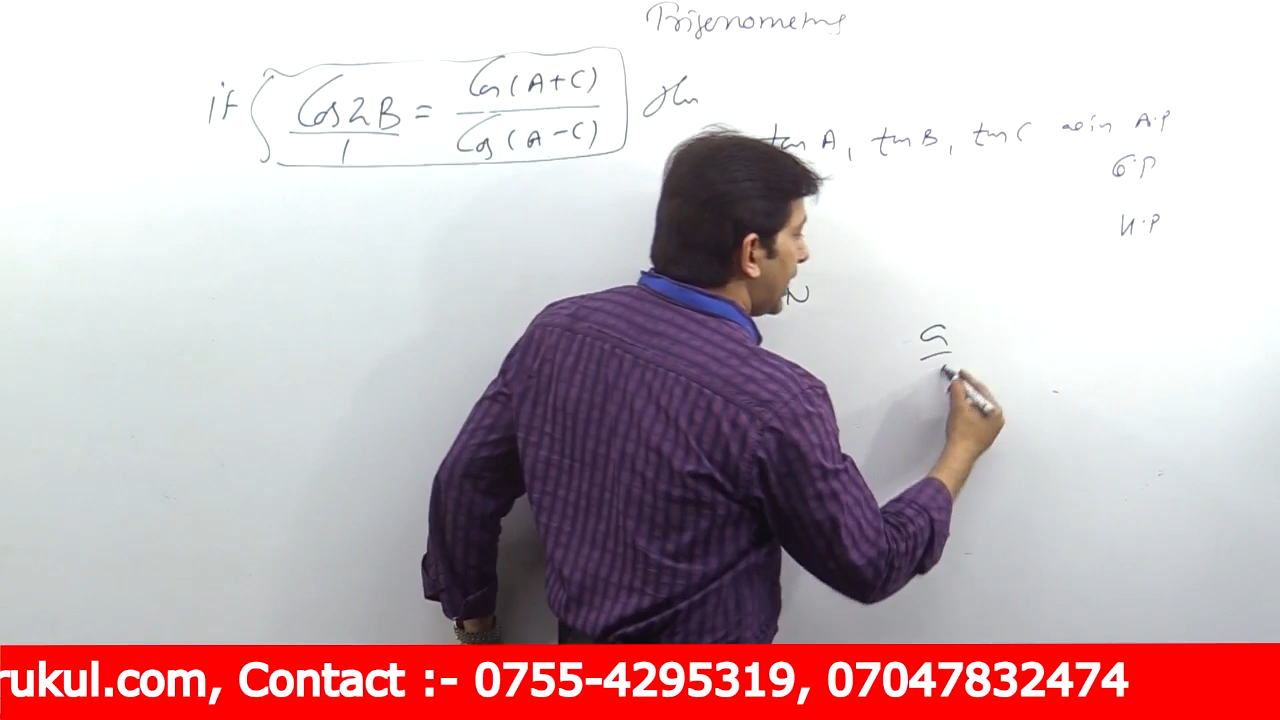 Trigonometry
if cos2B/1 = cos(A+C)/cos(A-C) then
tan A, tan B, tan C are in A.P
G.P
H.P
N
a
rukul.com, Contact :- 0755-4295319, 07047832474